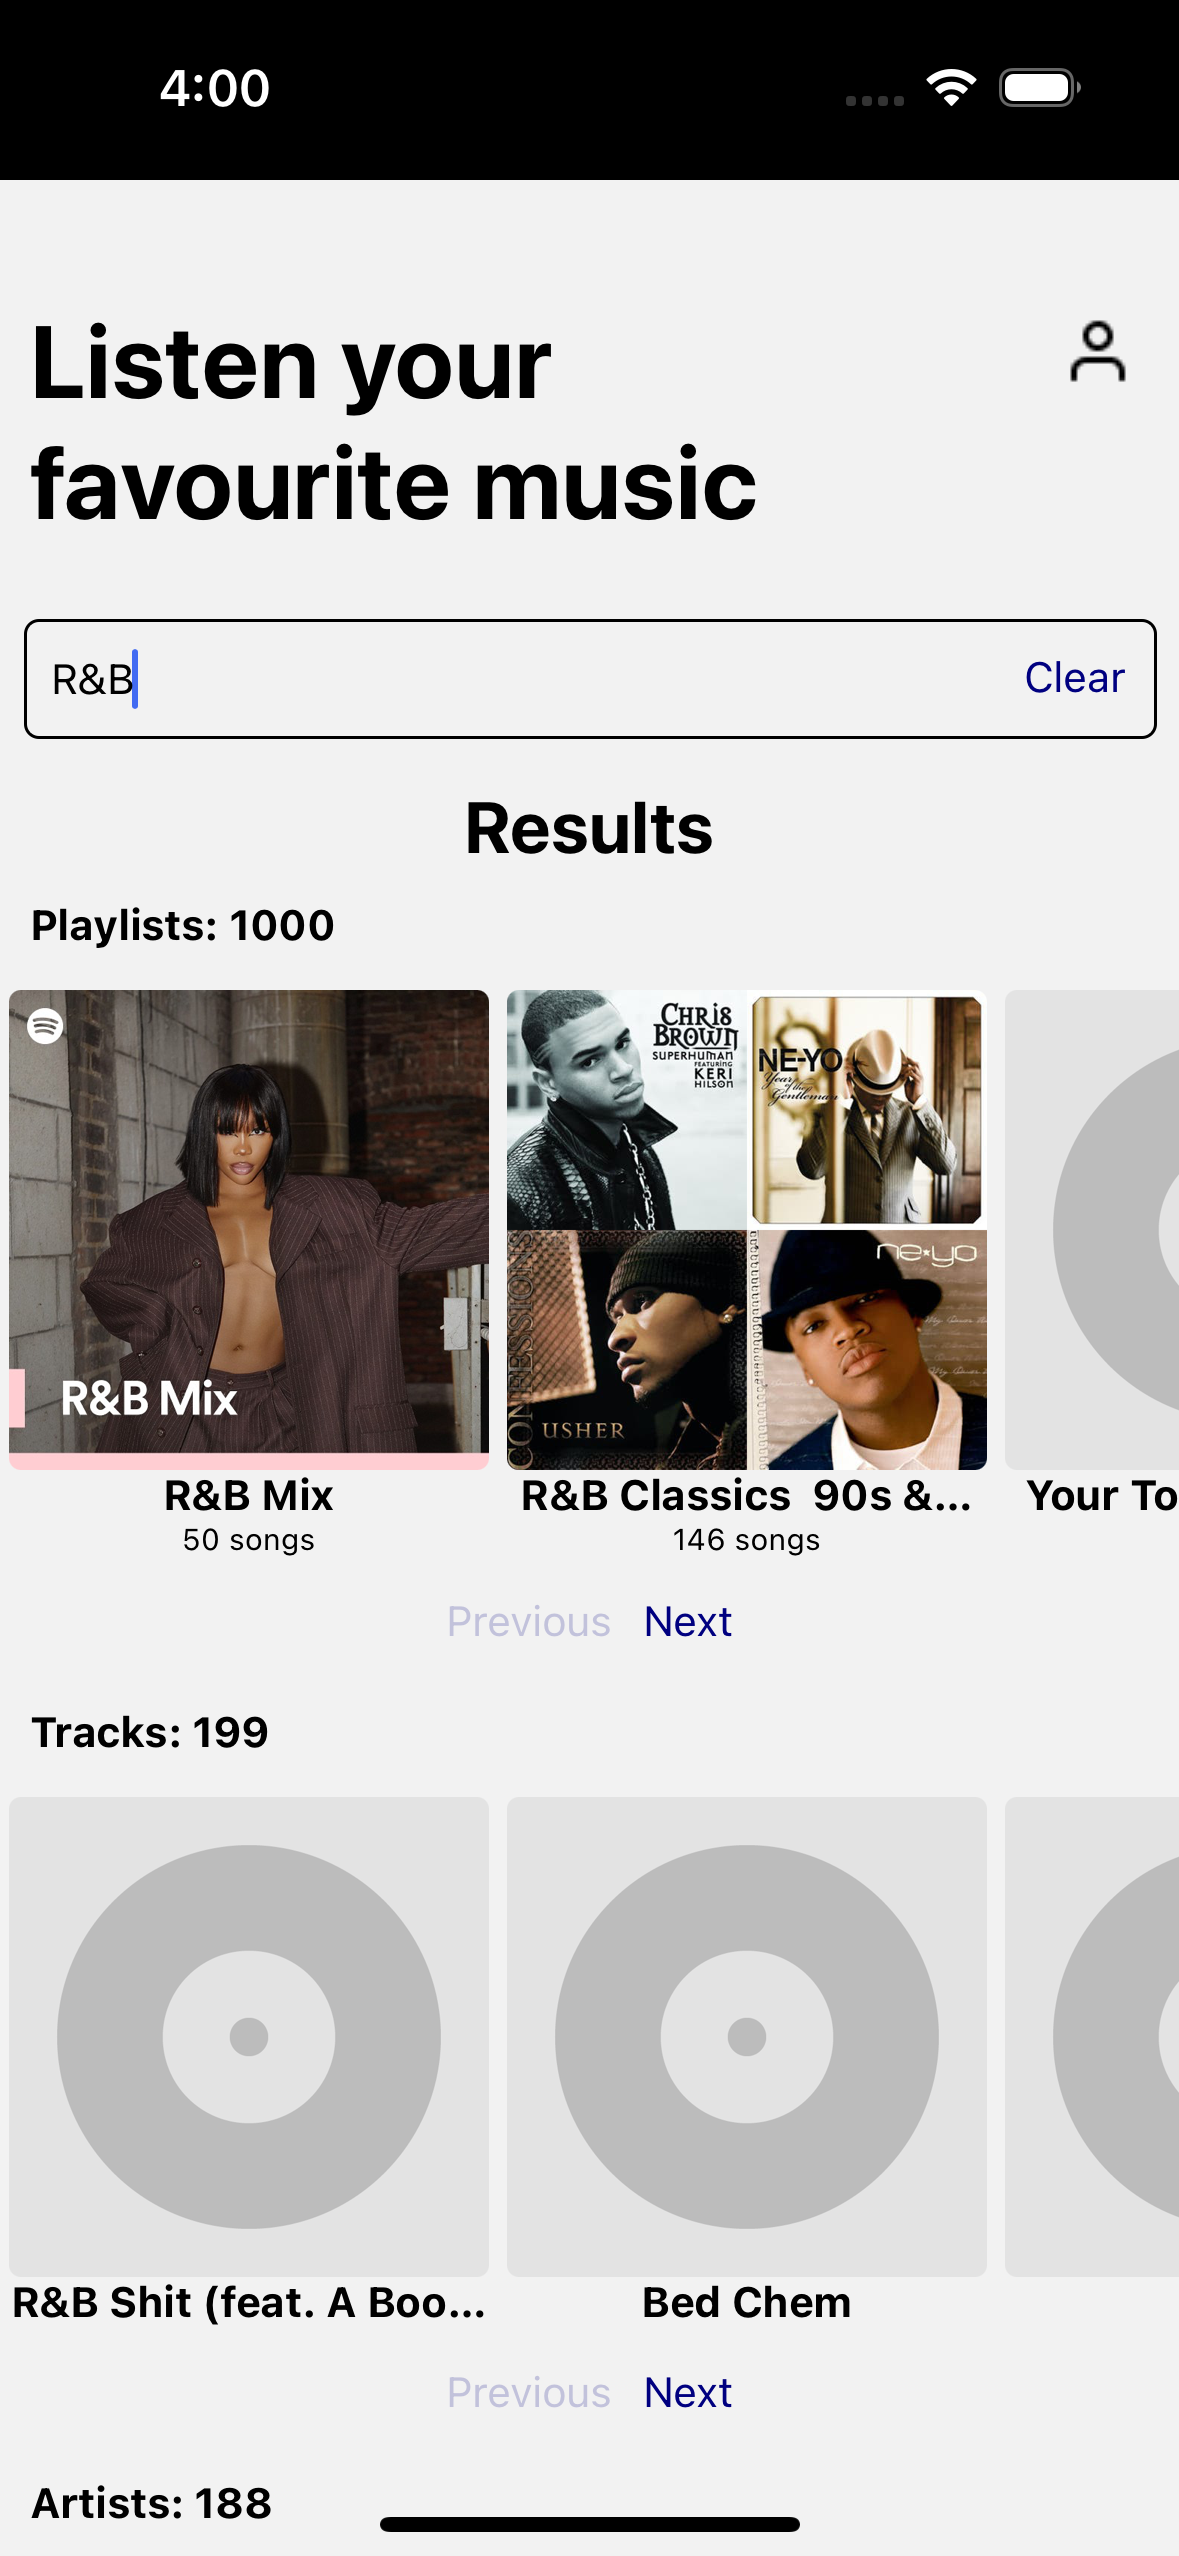 4:00
Listen your
favourite music
R&B
Clear
Results
Playlists: 1000
R&B Mix
CHRIS
BROWN
SUPERHUMAN
FEATURING
KERI
HILSON
NE-YO
Year
of the
Gentleman
CONFESSIONS
USHER
ne yo
R&B Mix
50 songs
R&B Classics  90s &...
146 songs
Your To
Previous
Next
Tracks: 199
R&B Shit (feat. A Boo...
Bed Chem
Previous
Next
Artists: 188